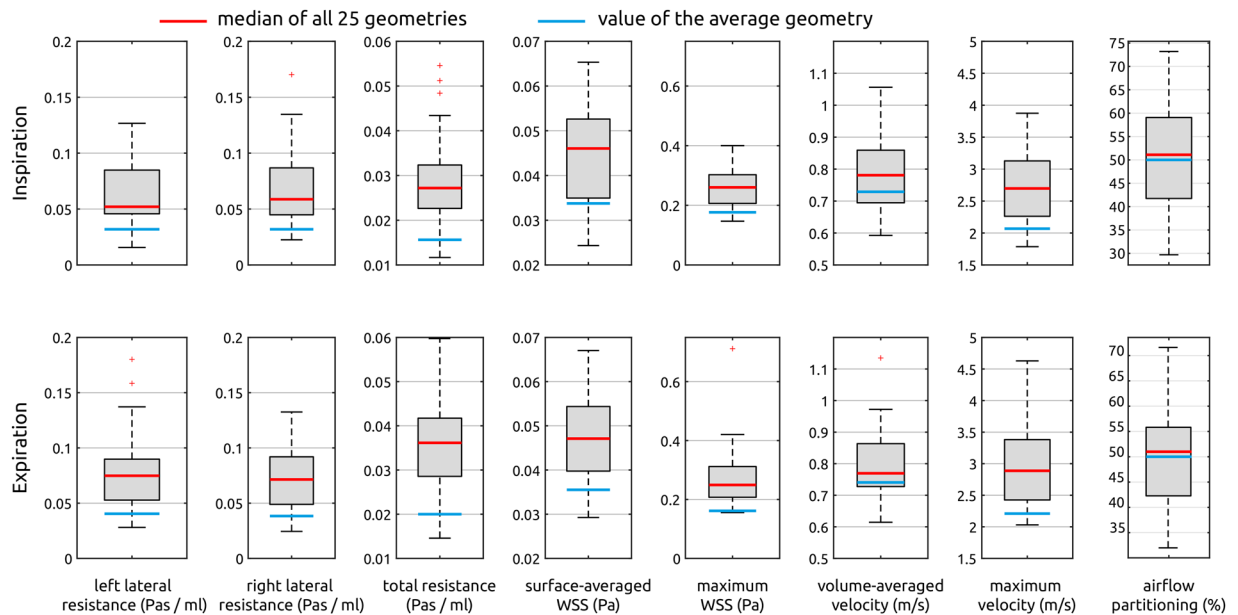 median of all 25 geometries value of the average geometry
Inspiration
0.2 0.2 0.06 0.07 5 5 75
0.15 0.15 0.05 0.06 0.6 1.1 4.5 70
0.1 0.1 0.04 0.05 0.4 1 4 65
0.05 0.05 0.03 0.04 0.2 0.9 3.5 60
0 0 0.02 0.03 0 0.8 3 55
0.01 0.02 0.7 2.5 50
0.6 2 45
0.5 1.5 40
35
30
Expiration
0.2 0.2 0.06 0.07 0.6 1.1 5 70
0.15 0.15 0.05 0.06 0.4 1 4.5 65
0.1 0.1 0.04 0.05 0.2 0.9 4 60
0.05 0.05 0.03 0.04 0 0.8 3.5 55
0 0 0.02 0.03 0.7 3 50
0.01 0.02 0.6 2.5 45
0.5 2 40
1.5 35
left lateral right lateral total resistance surface-averaged maximum volume-averaged maximum airflow
resistance (Pas / ml) resistance (Pas / ml) (Pas / ml) WSS (Pa) WSS (Pa) velocity (m/s) velocity (m/s) partitioning (%)